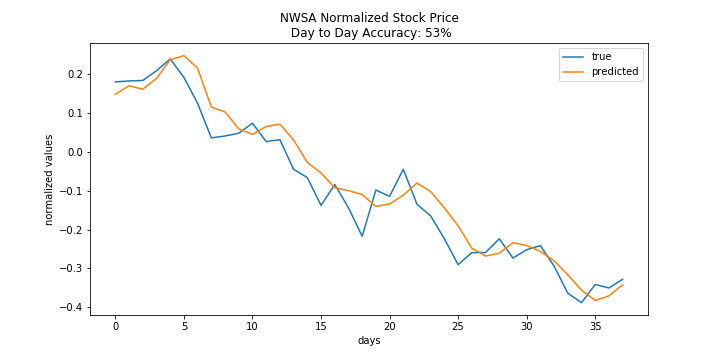 NWSA Normalized Stock Price
Day to Day Accuracy: 53%
true
predicted
normalized values
0.2
0.1
0.0
−0.1
−0.2
−0.3
−0.4
0 5 10 15 20 25 30 35
days